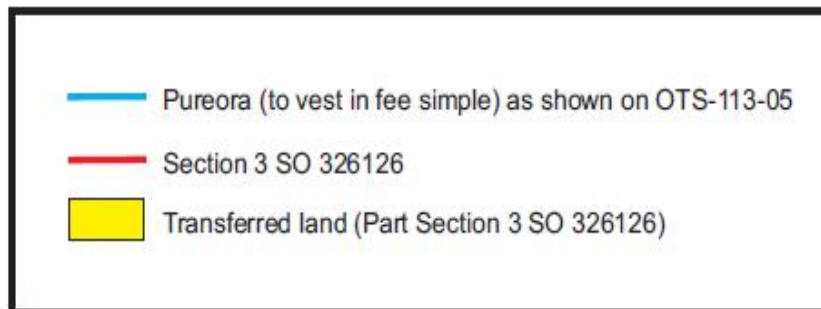 Pureora (to vest in fee simple) as shown on OTS-113-05
Section 3 SO 326126
Transferred land (Part Section 3 SO 326126)